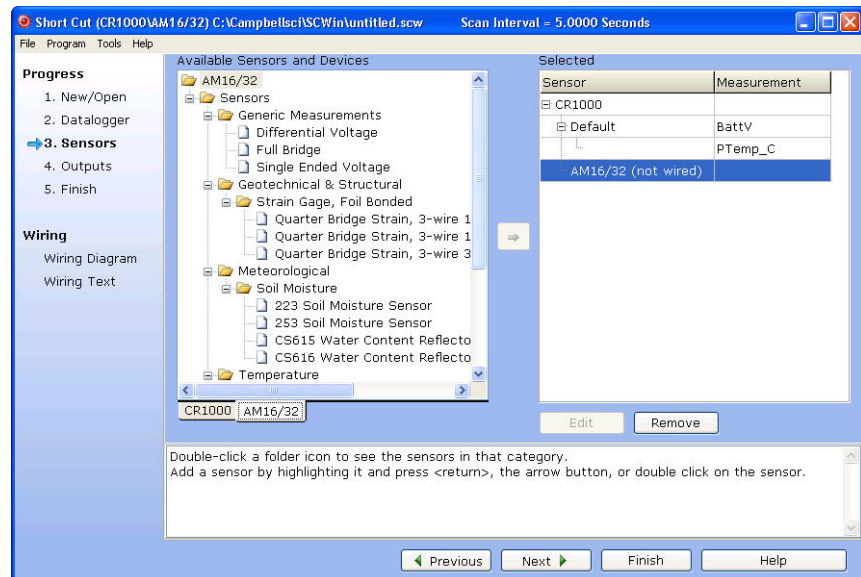 Short Cut (CR1000\AM16/32) C:\Campbellsci\SCWin\untitled.scw Scan Interval = 5.0000 Seconds
File Program Tools Help
Progress
1. New/Open
2. Datalogger
3. Sensors
4. Outputs
5. Finish
Wiring
Wiring Diagram
Wiring Text
Available Sensors and Devices
AM16/32
Sensors
Generic Measurements
Differential Voltage
Full Bridge
Single Ended Voltage
Geotechnical & Structural
Strain Gage, Foil Bonded
Quarter Bridge Strain, 3-wire 1
Quarter Bridge Strain, 3-wire 1
Quarter Bridge Strain, 3-wire 3
Meteorological
Soil Moisture
223 Soil Moisture Sensor
253 Soil Moisture Sensor
CS615 Water Content Reflecto
CS616 Water Content Reflecto
Temperature
CR1000 AM16/32
Selected
Sensor Measurement
CR1000
Default BattV
PTemp_C
AM16/32 (not wired)
Edit Remove
Double-click a folder icon to see the sensors in that category.
Add a sensor by highlighting it and press <return>, the arrow button, or double click on the sensor.
Previous Next Finish Help